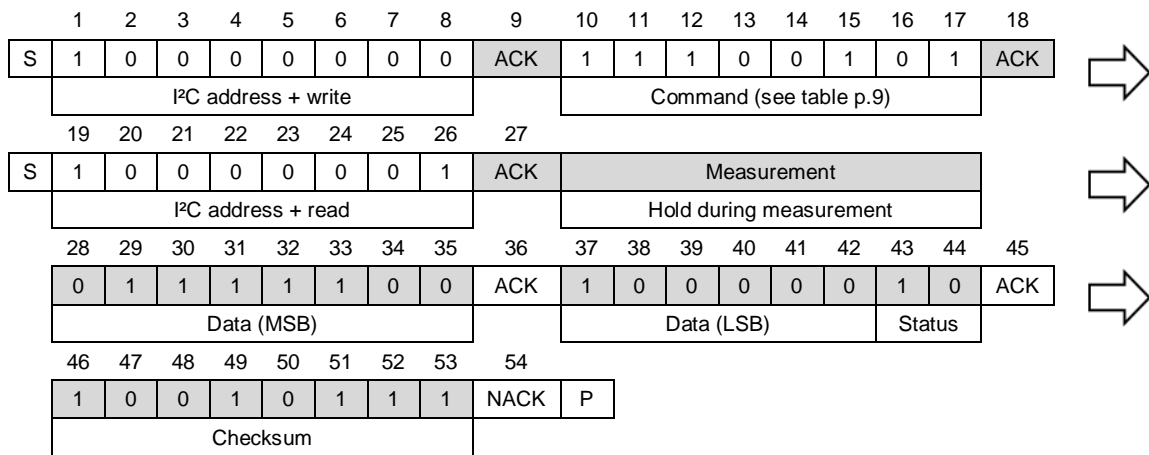 1 2 3 4 5 6 7 8 9 10 11 12 13 14 15 16 17 18
S 1 0 0 0 0 0 0 0 ACK 1 1 1 0 0 1 0 1 ACK
I²C address + write Command (see table p.9)
19 20 21 22 23 24 25 26 27
S 1 0 0 0 0 0 0 1 ACK Measurement
I²C address + read Hold during measurement
28 29 30 31 32 33 34 35 36 37 38 39 40 41 42 43 44 45
0 1 1 1 1 1 0 0 ACK 1 0 0 0 0 0 1 0 ACK
Data (MSB) Data (LSB) Status
46 47 48 49 50 51 52 53 54
1 0 0 1 0 1 1 1 NACK P
Checksum